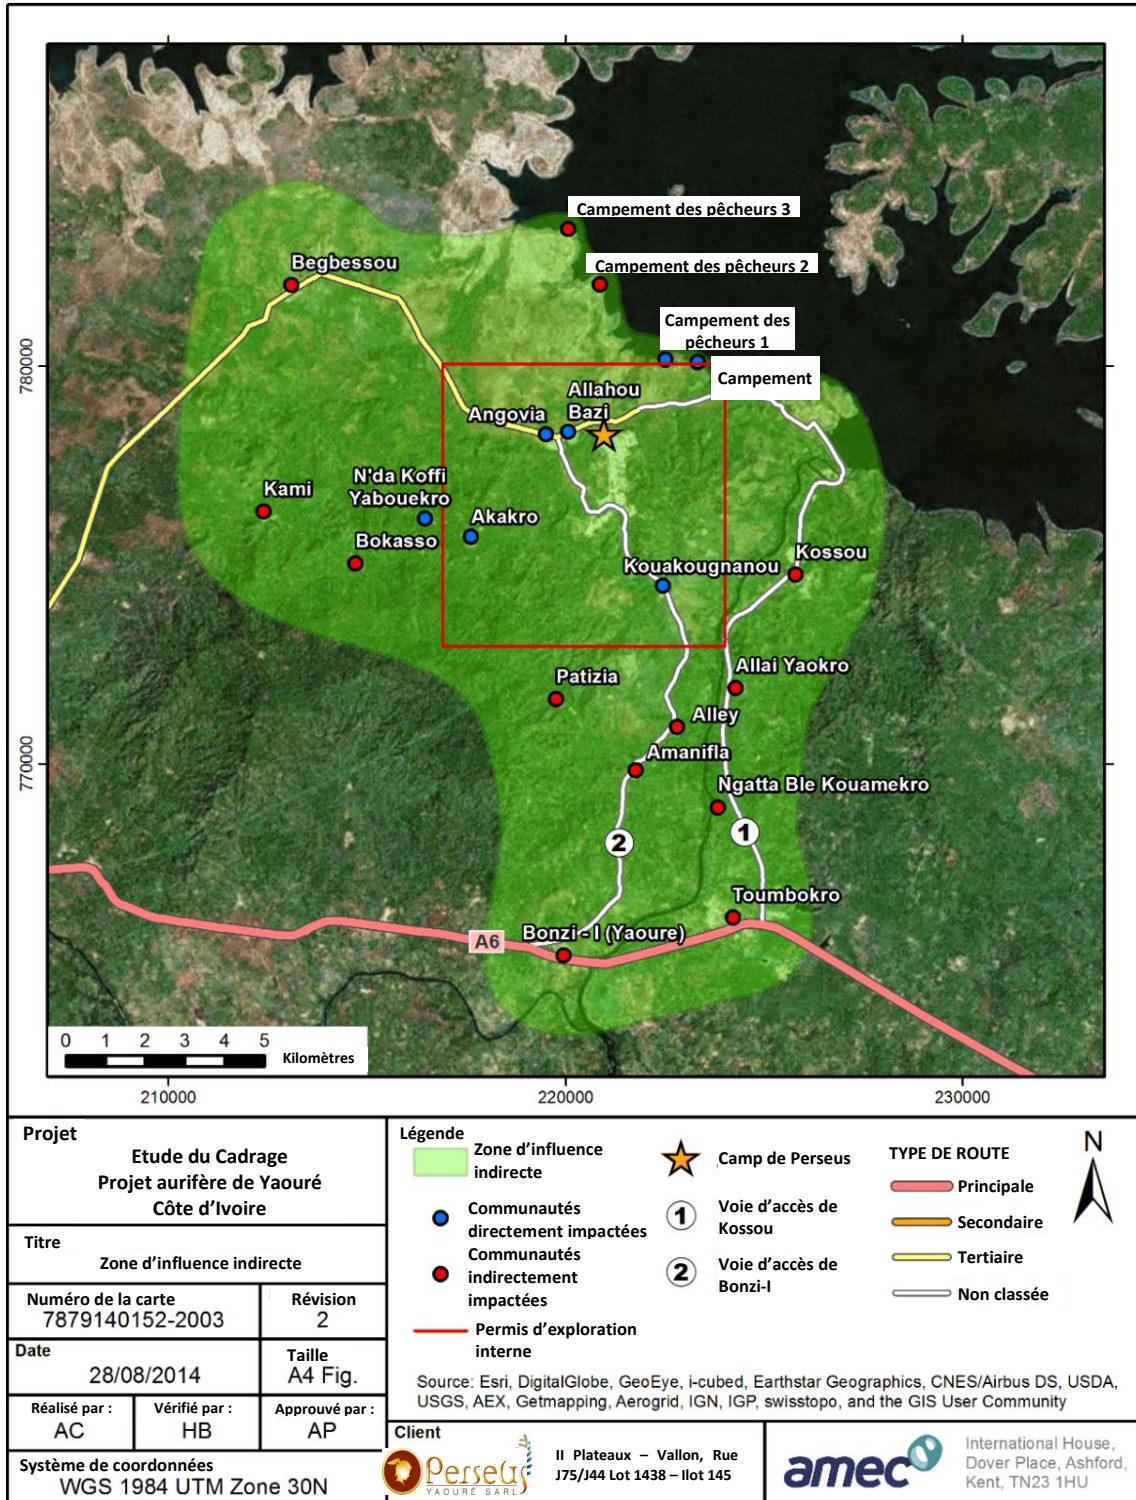 Campement des pêcheurs 3
Campement des pêcheurs 2
Begbessou
Campement des
pêcheurs 1
Campement
780000
Allahou
Bazi
Angovia
N'da Koffi
Yabouekro
Kami
Akakro
Bokasso
Kossou
Kouakougnanou
Allai Yaokro
Patizia
Alley
Amanifla
770000
Ngatta Ble Kouamekro
1
2
Toumbokro
Bonzi - I (Yaoure)
A6
0 1 2 3 4 5
Kilomètres
210000
220000
230000
Projet
Etude du Cadrage
Projet aurifère de Yaouré
Côte d'Ivoire
Titre
Zone d'influence indirecte
Numéro de la carte
7879140152-2003
Révision
2
Date
28/08/2014
Taille
A4 Fig.
Réalisé par :
AC
Vérifié par :
HB
Approuvé par :
AP
Système de coordonnées
WGS 1984 UTM Zone 30N
Légende
Zone d'influence
indirecte
Communautés
directement impactées
Communautés
indirectement
impactées
Permis d'exploration
interne
Camp de Perseus
1
Voie d'accès de
Kossou
2
Voie d'accès de
Bonzi-I
TYPE DE ROUTE
Principale
Secondaire
Tertiaire
Non classée
N
Source: Esri, DigitalGlobe, GeoEye, i-cubed, Earthstar Geographics, CNES/Airbus DS, USDA,
USGS, AEX, Getmapping, Aerogrid, IGN, IGP, swisstopo, and the GIS User Community
Client
Perseus
YAOURÉ SARL
II Plateaux – Vallon, Rue
J75/J44 Lot 1438 – Ilot 145
amec
International House,
Dover Place, Ashford,
Kent, TN23 1HU